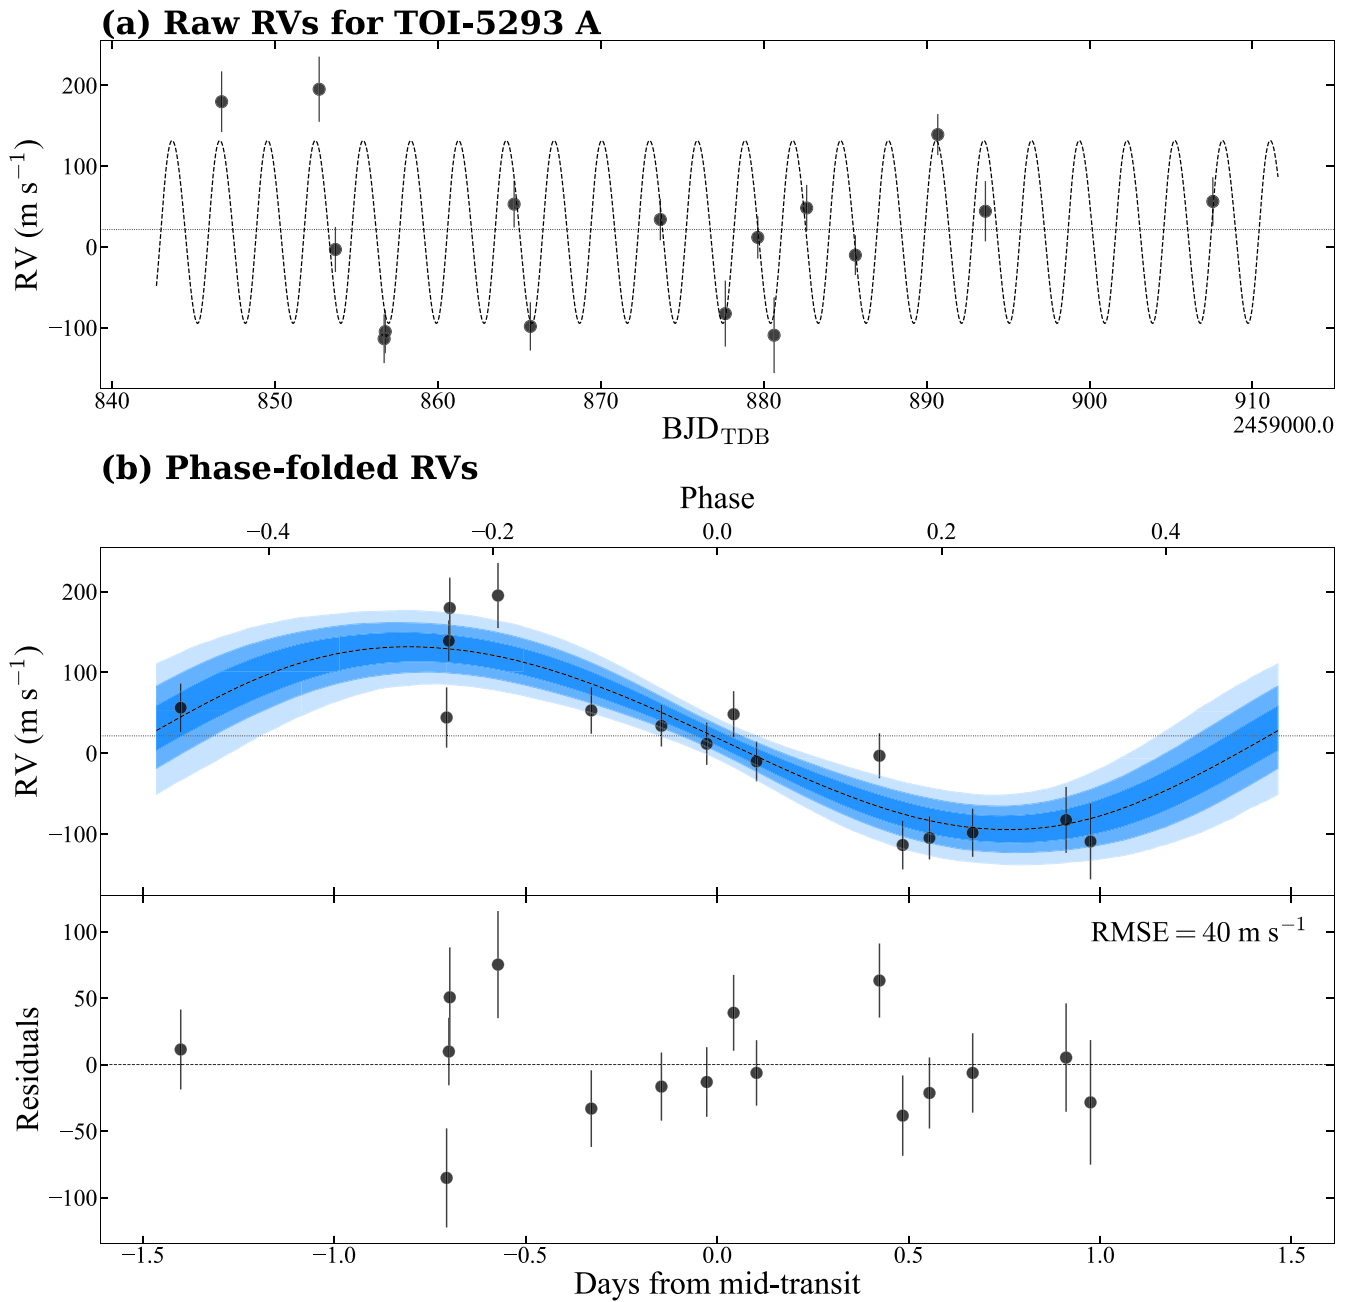 (a) Raw RVs for TOI-5293 A
RV (m s⁻¹)
200
100
0
−100
840 850 860 870 880 890 900 910
BJD_TDB
2459000.0
(b) Phase-folded RVs
Phase
−0.4 −0.2 0.0 0.2 0.4
RV (m s⁻¹)
200
100
0
−100
RMSE = 40 m s⁻¹
Residuals
100
50
0
−50
−100
−1.5 −1.0 −0.5 0.0 0.5 1.0 1.5
Days from mid-transit